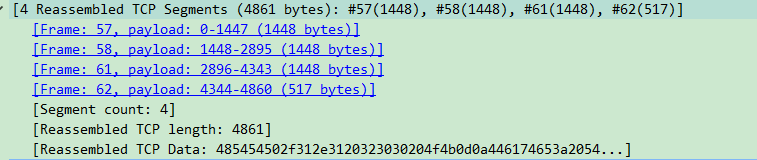 [4 Reassembled TCP Segments (4861 bytes): #57(1448), #58(1448), #61(1448), #62(517)]
[Frame: 57, payload: 0-1447 (1448 bytes)]
[Frame: 58, payload: 1448-2895 (1448 bytes)]
[Frame: 61, payload: 2896-4343 (1448 bytes)]
[Frame: 62, payload: 4344-4860 (517 bytes)]
[Segment count: 4]
[Reassembled TCP length: 4861]
[Reassembled TCP Data: 485454502f312e3120323030204f4b0d0a446174653a2054...]